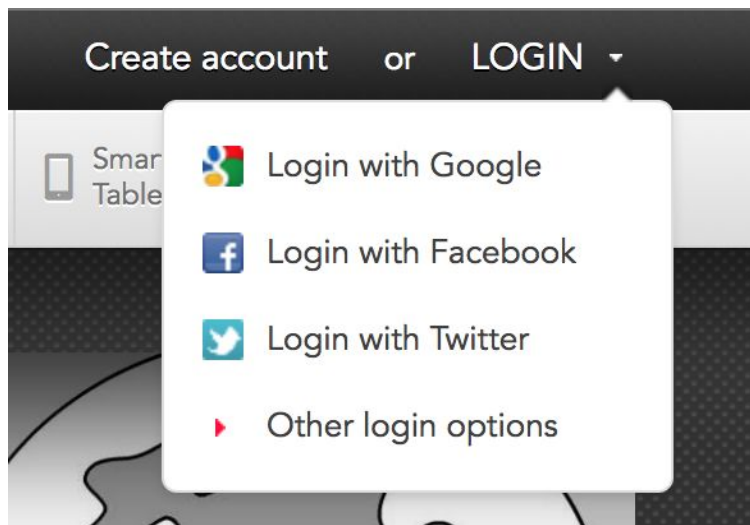 Create account or LOGIN
Login with Google
Login with Facebook
Login with Twitter
Other login options